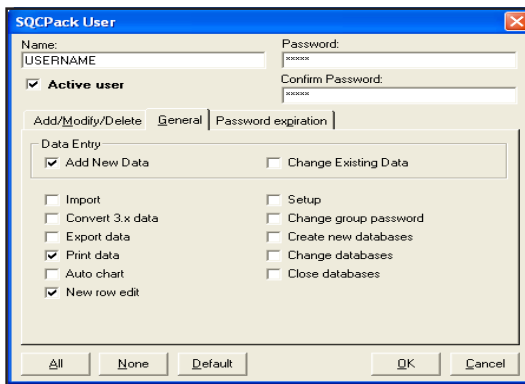 SQCPack User
Name: Password:
USERNAME xxxxx
Active user Confirm Password:
xxxxx
Add/Modify/Delete General Password expiration
Data Entry
Add New Data Change Existing Data
Import Setup
Convert 3.x data Change group password
Export data Create new databases
Print data Change databases
Auto chart Close databases
New row edit
All None Default OK Cancel